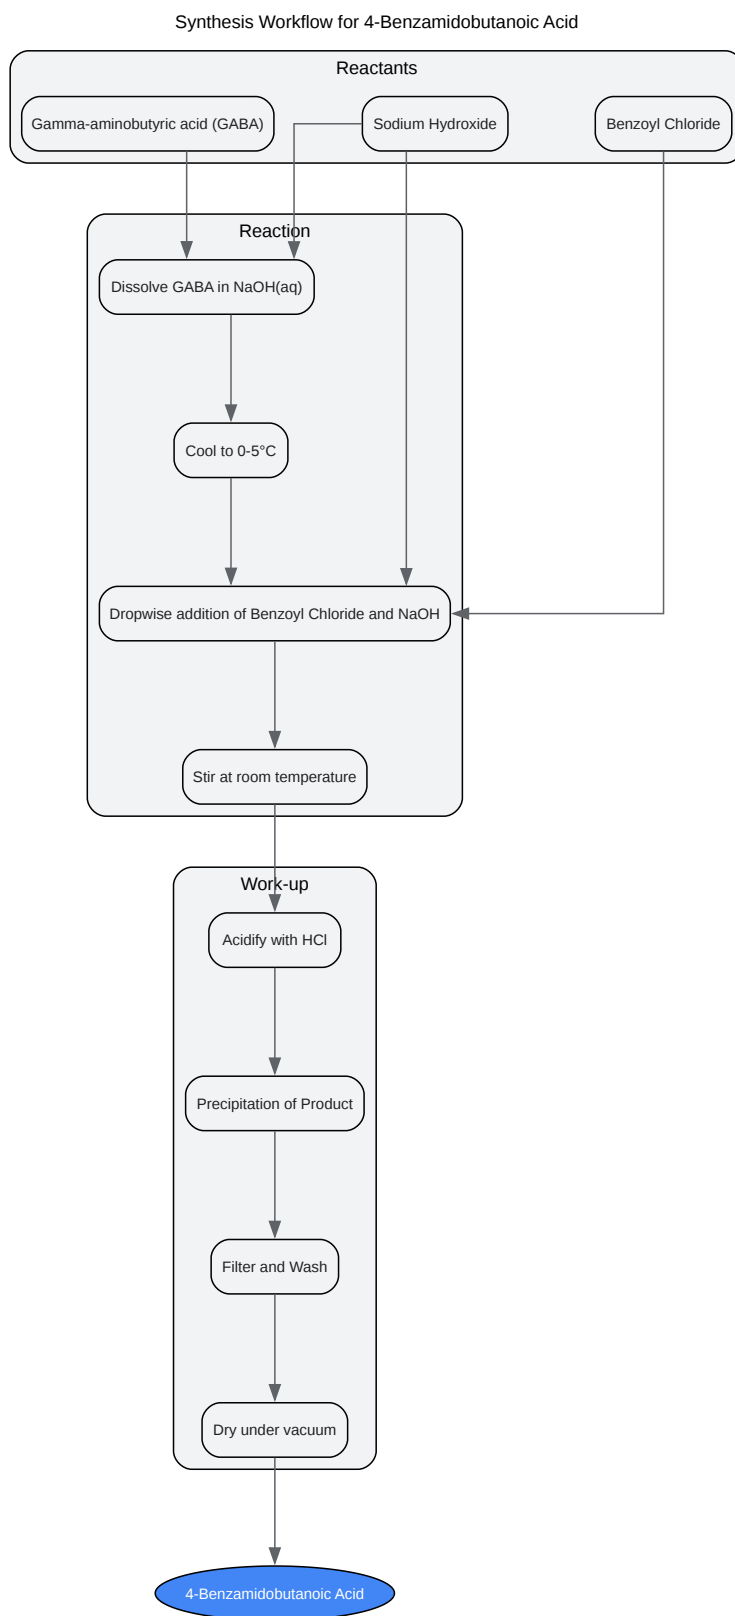 Synthesis Workflow for 4-Benzamidobutanoic Acid
Reactants
Gamma-aminobutyric acid (GABA)
Sodium Hydroxide
Benzoyl Chloride
Reaction
Dissolve GABA in NaOH(aq)
Cool to 0-5°C
Dropwise addition of Benzoyl Chloride and NaOH
Stir at room temperature
Work-up
Acidify with HCl
Precipitation of Product
Filter and Wash
Dry under vacuum
4-Benzamidobutanoic Acid